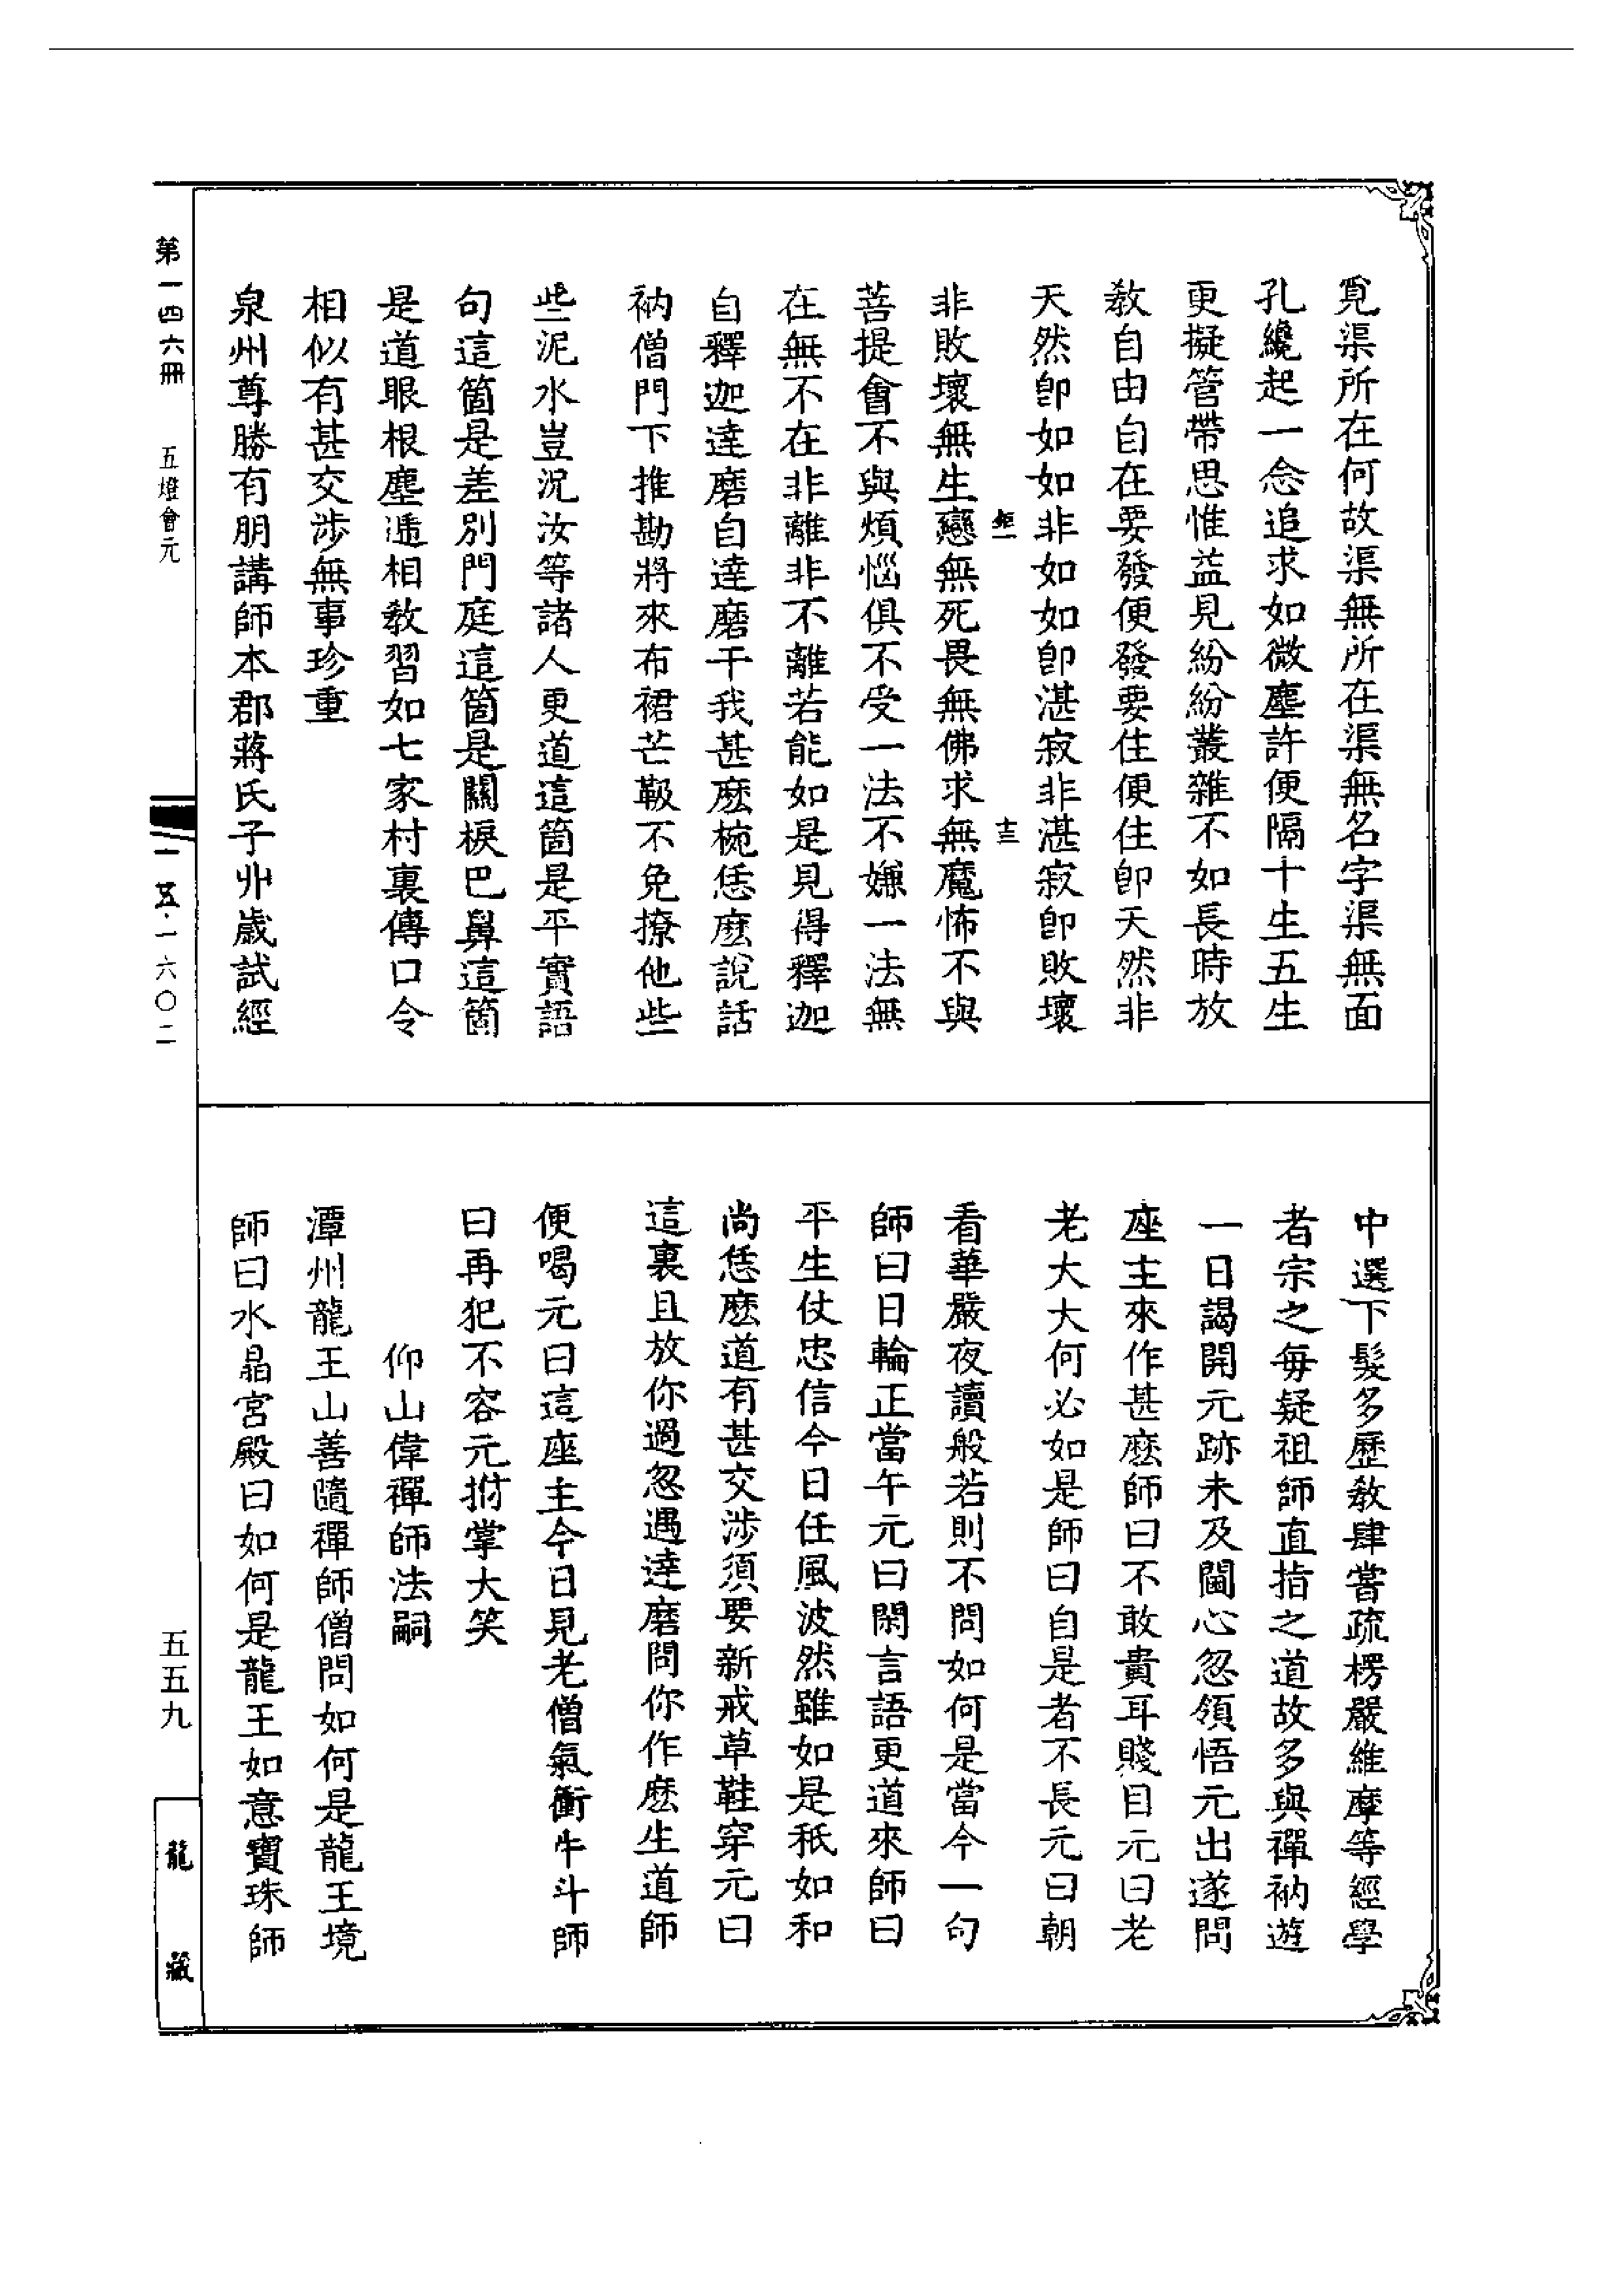 覓渠所在何故渠無所在渠無名字渠無面
孔纔起一念追求如微塵許便隔十生五生
更擬管帶思惟益見紛紛叢雜不如長時放
教自由自在要發便發要住便住卽天然非
天然卽如如非如如卽湛寂非湛寂卽敗壞
十三
非敗壞無生戀無死畏無佛求無魔怖不與
菩提會不與煩惱俱不受一法不嫌一法無
在無不在非離非不離若能如是見得釋迦
自釋迦達磨自達磨干我甚麽椀恁麽說話
衲僧門下推勘將來布裙芒鞵不免撩他些
些泥水豈況汝等諸人更道這箇是平實語
句這箇是差別門庭這箇是關棙巴鼻這箇
是道眼根塵遞相教習如七家村裏傳口令
相似有甚交涉無事珍重
泉州尊勝有朋講師本郡蔣氏子丱歲試經
中選下髮多歷教肆嘗疏楞嚴維摩等經學
者宗之每疑祖師直指之道故多與禪衲遊
一日謁開元跡未及閫心忽領悟元出遂問
座主來作甚麽師曰不敢貴耳賤目元曰老
老大大何必如是師曰自是者不長元曰朝
看華嚴夜讀般若則不問如何是當今一句
師曰日輪正當午元曰閑言語更道來師曰
平生仗忠信今日任風波然雖如是秖如和
尚恁麽道有甚交涉須要新戒草鞋穿元曰
這裏且放你過忽遇達磨問你作麽生道師
便喝元曰這座主今日見老僧氣衝牛斗師
曰再犯不容元拊掌大笑
仰山偉禪師法嗣
潭州龍王山善隨禪師僧問如何是龍王境
師曰水晶宮殿曰如何是龍王如意寶珠師
第一四六冊 五燈會元
一五·一六〇二
五五九
龍藏